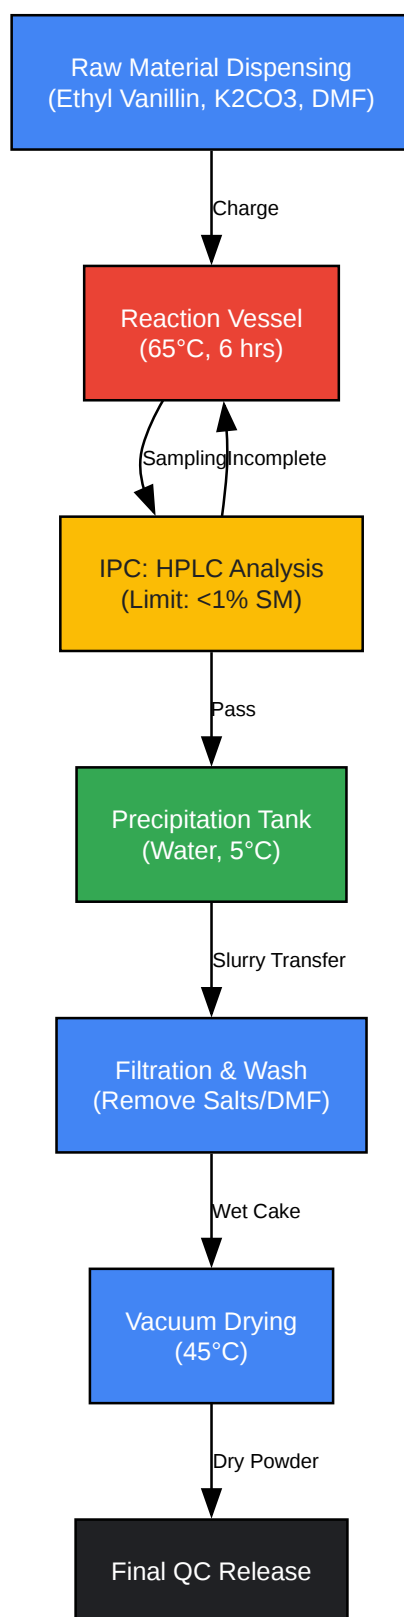 Raw Material Dispensing
(Ethyl Vanillin, K2CO3, DMF)
Charge
Reaction Vessel
(65°C, 6 hrs)
Sampling
Incomplete
IPC: HPLC Analysis
(Limit: <1% SM)
Pass
Precipitation Tank
(Water, 5°C)
Slurry Transfer
Filtration & Wash
(Remove Salts/DMF)
Wet Cake
Vacuum Drying
(45°C)
Dry Powder
Final QC Release